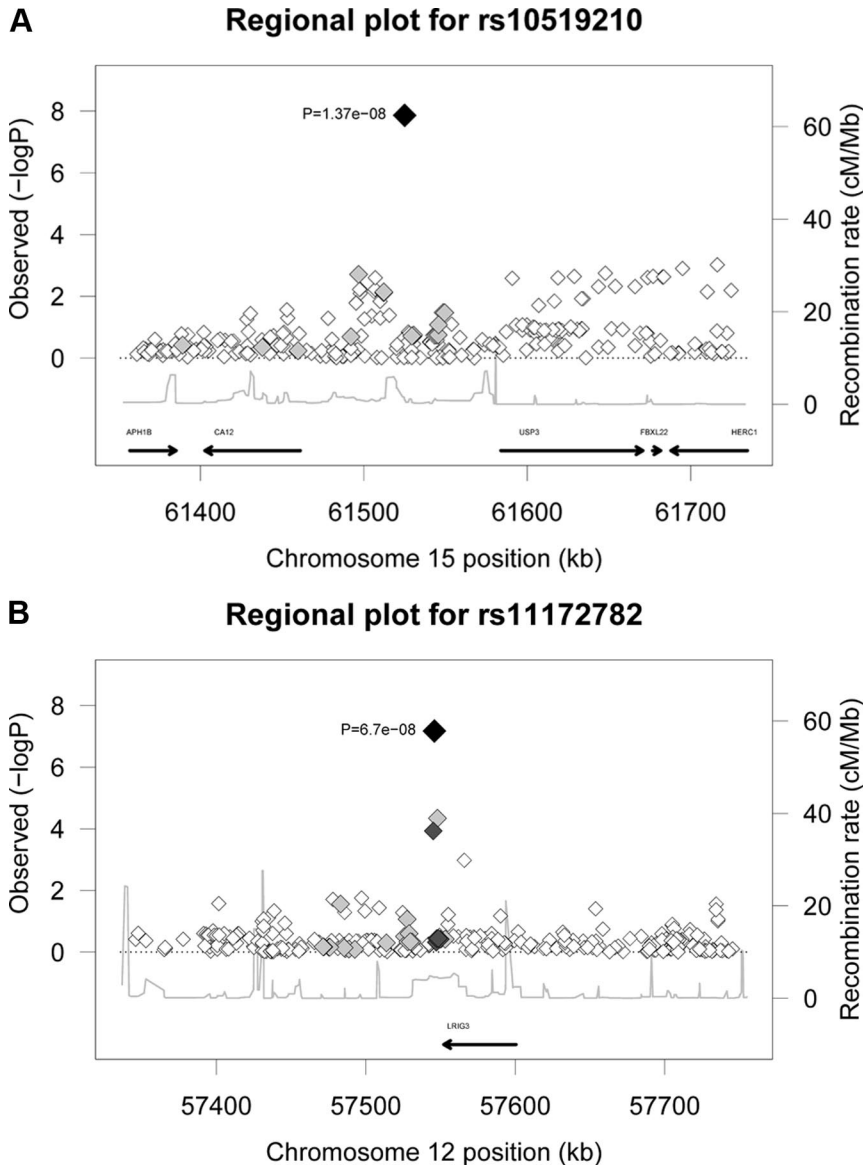 A
Regional plot for rs10519210
P=1.37e−08
8
6
4
2
0
Observed (−logP)
60
40
20
0
Recombination rate (cM/Mb)
APH1B
CA12
USP3
FBXL22
HERC1
61400
61500
61600
61700
Chromosome 15 position (kb)
B
Regional plot for rs11172782
P=6.7e−08
8
6
4
2
0
Observed (−logP)
60
40
20
0
Recombination rate (cM/Mb)
LRIG3
57400
57500
57600
57700
Chromosome 12 position (kb)